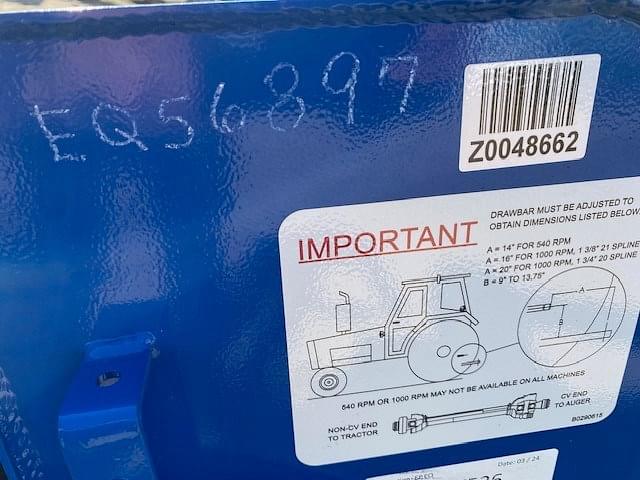 EQ56897
Z0048662
IMPORTANT
DRAWBAR MUST BE ADJUSTED TO
OBTAIN DIMENSIONS LISTED BELOW.
A = 14" FOR 540 RPM
A = 16" FOR 1000 RPM, 1 3/8" 21 SPLINE
A = 20" FOR 1000 RPM, 1 3/4" 20 SPLINE
B = 9" TO 13.75"
A
B
540 RPM OR 1000 RPM MAY NOT BE AVAILABLE ON ALL MACHINES
NON-CV END
TO TRACTOR
CV END
TO AUGER
B0290615
Date: 03 / 24